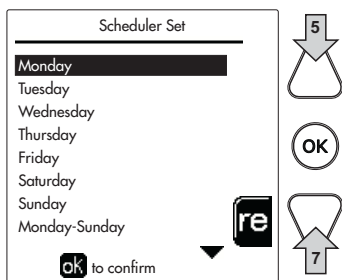 Scheduler Set
Monday
Tuesday
Wednesday
Thursday
Friday
Saturday
Sunday
Monday-Sunday
re
ok to confirm
5
OK
7